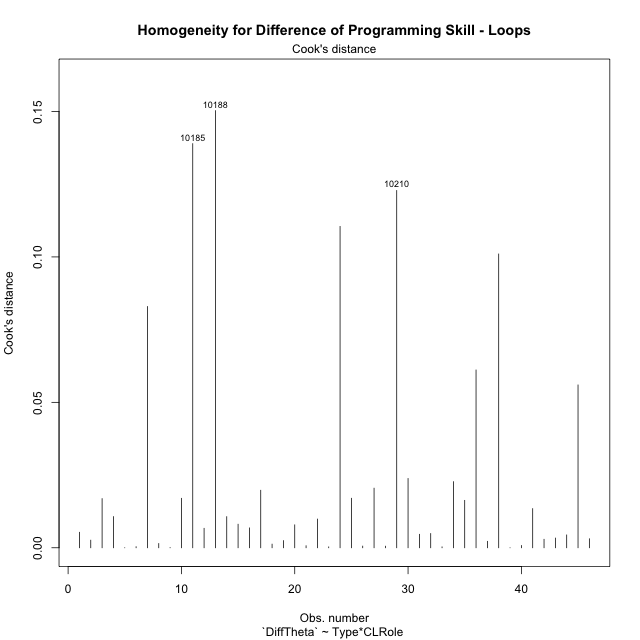 Homogeneity for Difference of Programming Skill - Loops
Cook's distance
0.15
10188
10185
10210
0.10
Cook's distance
0.05
0.00
0 10 20 30 40
Obs. number
`DiffTheta` ~ Type*CLRole